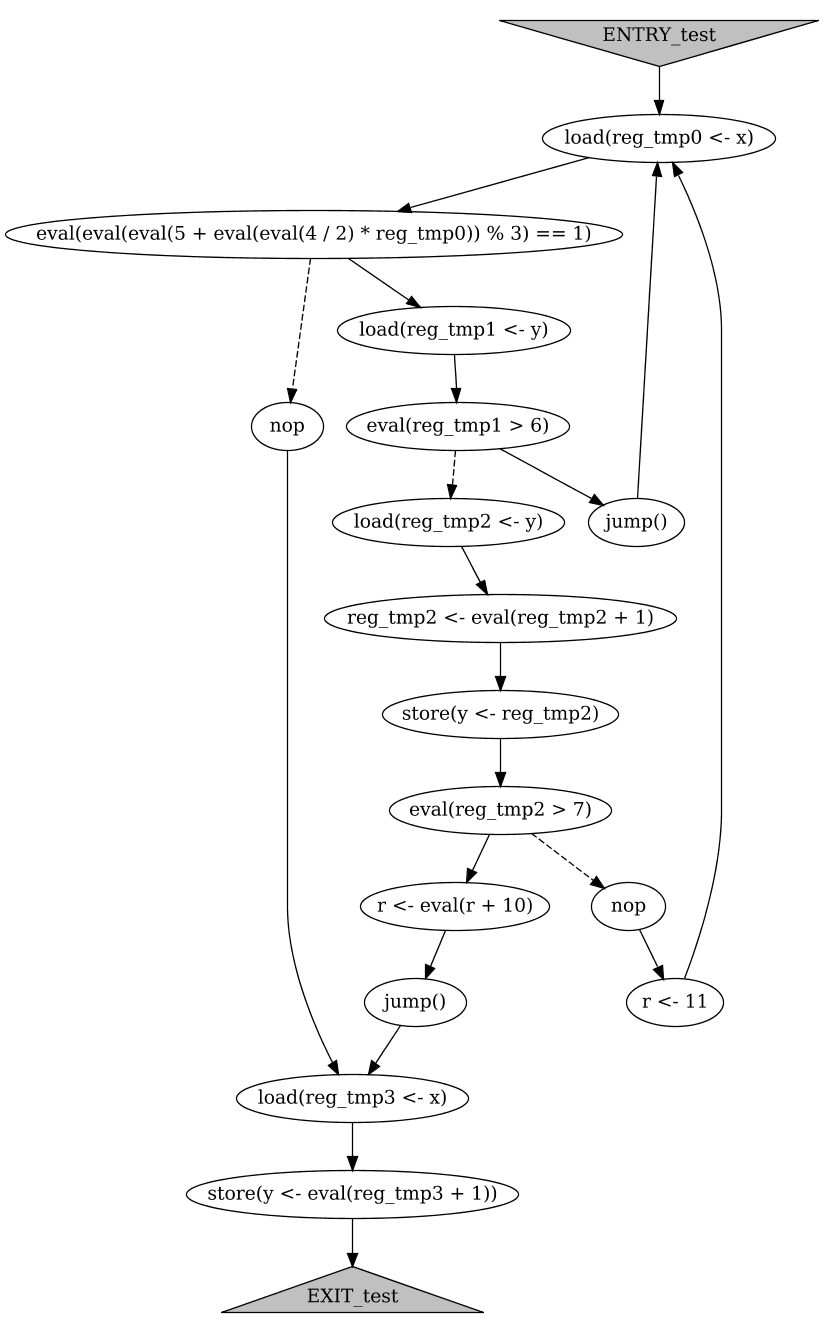 ENTRY_test
load(reg_tmp0 <- x)
eval(eval(eval(5 + eval(eval(4 / 2) * reg_tmp0)) % 3) == 1)
load(reg_tmp1 <- y)
nop
eval(reg_tmp1 > 6)
load(reg_tmp2 <- y)
jump()
reg_tmp2 <- eval(reg_tmp2 + 1)
store(y <- reg_tmp2)
eval(reg_tmp2 > 7)
r <- eval(r + 10)
nop
jump()
r <- 11
load(reg_tmp3 <- x)
store(y <- eval(reg_tmp3 + 1))
EXIT_test